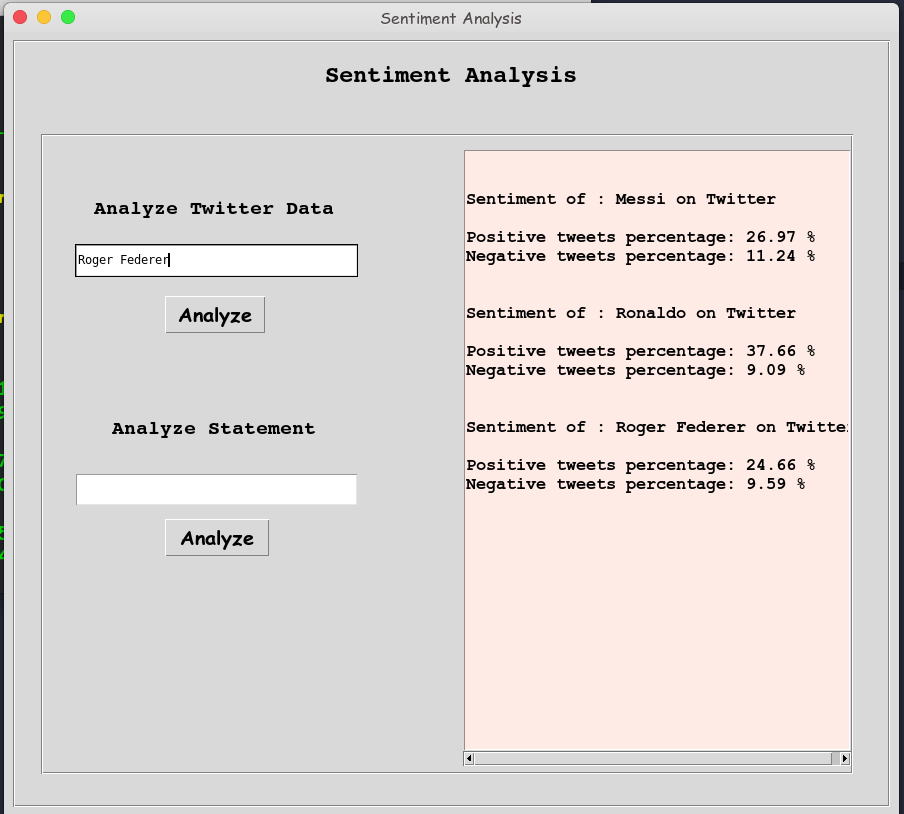 Sentiment Analysis
Sentiment Analysis
Analyze Twitter Data
Roger Federer
Analyze
Analyze Statement
Analyze
Sentiment of : Messi on Twitter
Positive tweets percentage: 26.97 %
Negative tweets percentage: 11.24 %
Sentiment of : Ronaldo on Twitter
Positive tweets percentage: 37.66 %
Negative tweets percentage: 9.09 %
Sentiment of : Roger Federer on Twitte
Positive tweets percentage: 24.66 %
Negative tweets percentage: 9.59 %